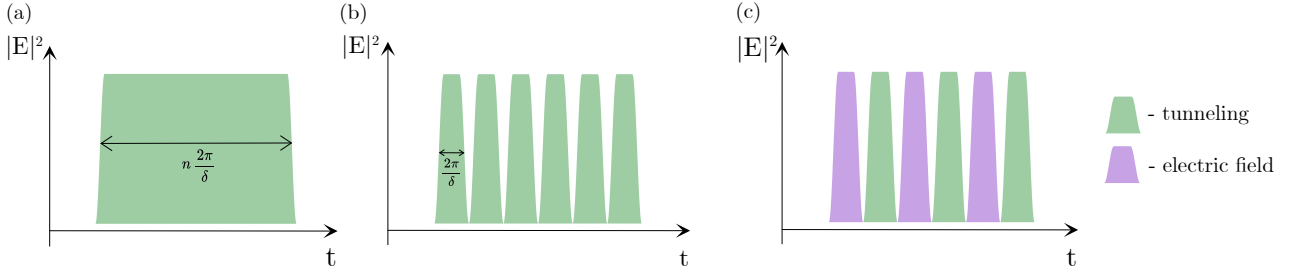 (a)
(b)
(c)
|E|²
|E|²
|E|²
n 2π/δ
2π/δ
- tunneling
- electric field
t
t
t